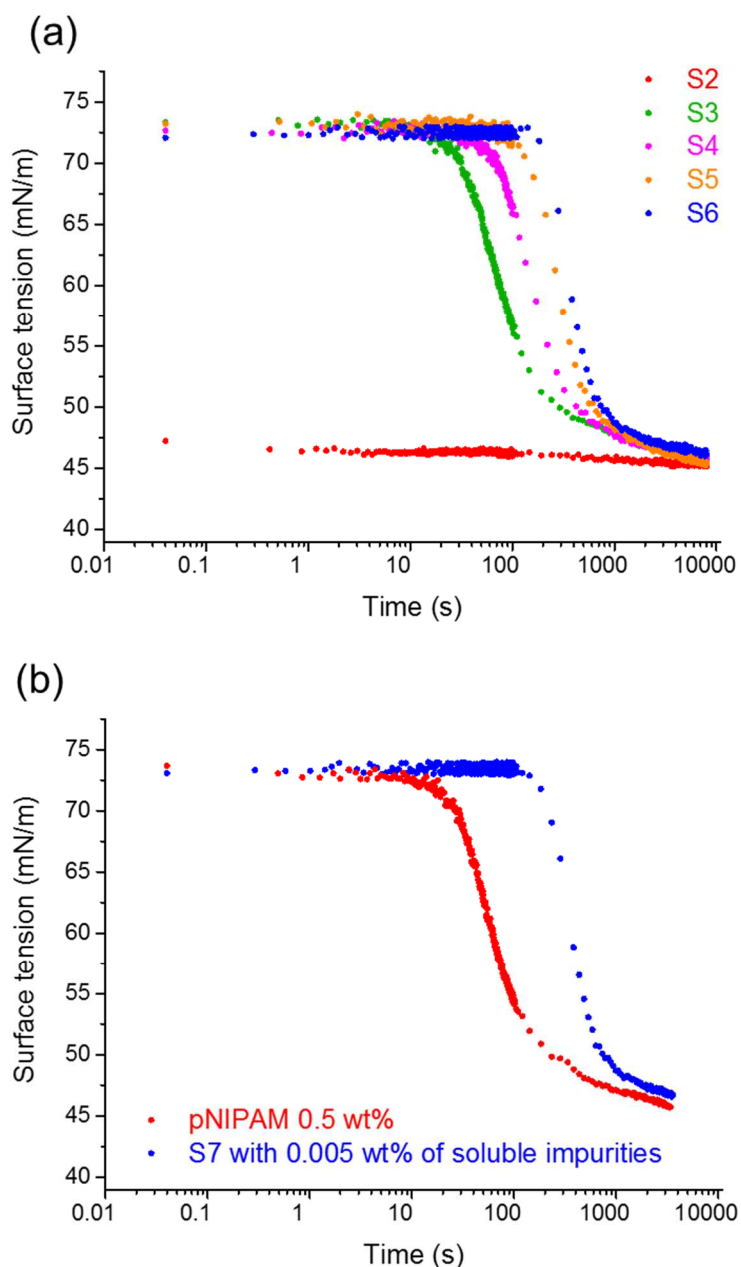 (a)
S2
S3
S4
S5
S6
75
70
65
60
55
50
45
40
Surface tension (mN/m)
0.01 0.1 1 10 100 1000 10000
Time (s)
(b)
75
70
65
60
55
50
45
40
Surface tension (mN/m)
pNIPAM 0.5 wt%
S7 with 0.005 wt% of soluble impurities
0.01 0.1 1 10 100 1000 10000
Time (s)